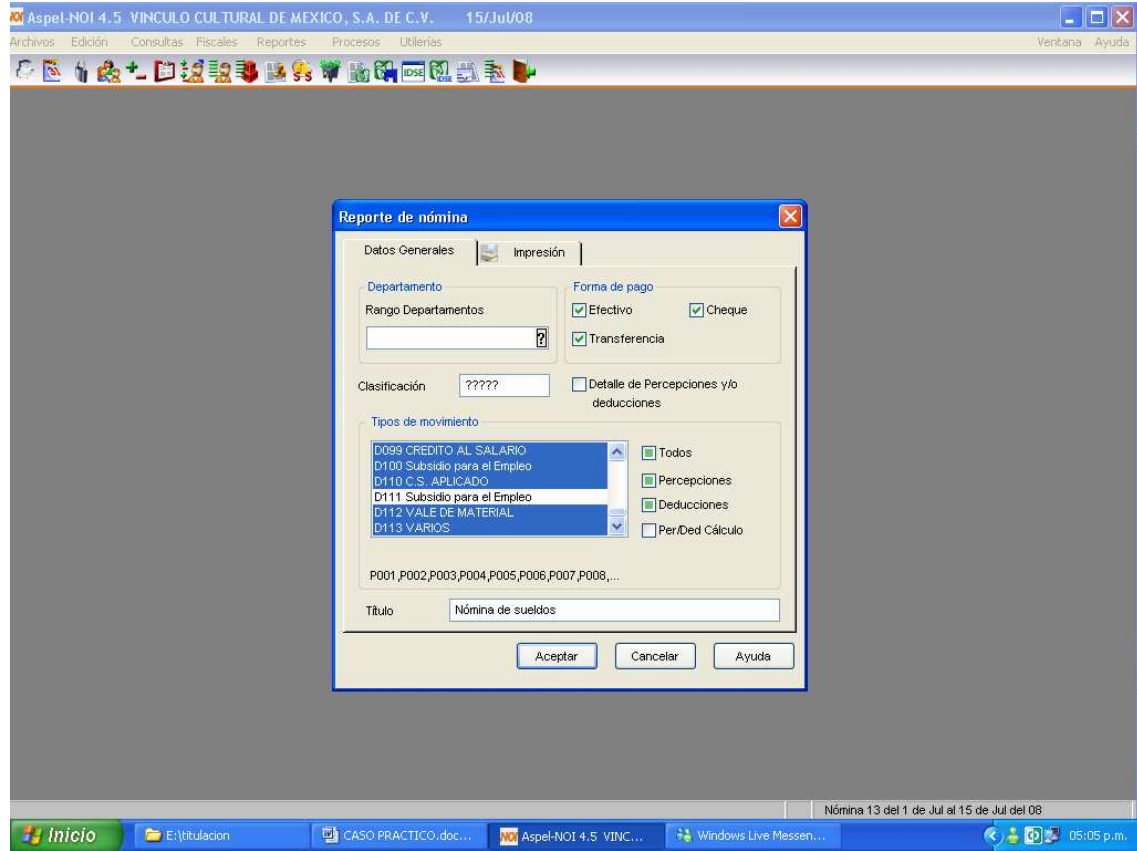 NOI Aspel-NOI 4.5 VINCULO CULTURAL DE MEXICO, S.A. DE C.V. 15/Jul/08
Archivos Edición Consultas Fiscales Reportes Procesos Utilerías Ventana Ayuda
IDSE IDSE
Reporte de nómina
Datos Generales Impresión
Departamento
Rango Departamentos
?
Forma de pago
Efectivo Cheque
Transferencia
Clasificación ?????
Detalle de Percepciones y/o
deducciones
Tipos de movimiento
D099 CREDITO AL SALARIO
D100 Subsidio para el Empleo
D110 C.S. APLICADO
D111 Subsidio para el Empleo
D112 VALE DE MATERIAL
D113 VARIOS
Todos
Percepciones
Deducciones
Per/Ded Cálculo
P001,P002,P003,P004,P005,P006,P007,P008,...
Título Nómina de sueldos
Aceptar Cancelar Ayuda
Nómina 13 del 1 de Jul al 15 de Jul del 08
Inicio E:\titulacion CASO PRACTICO.doc... NOI Aspel-NOI 4.5 VINC... Windows Live Messen... 05:05 p.m.